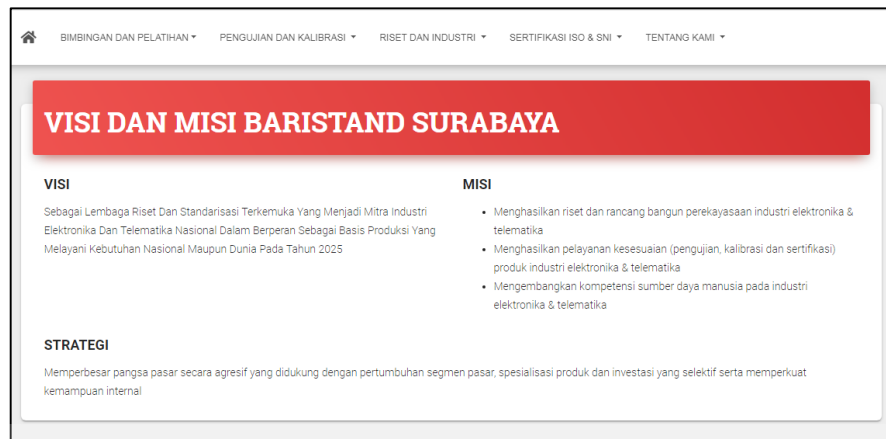 BIMBINGAN DAN PELATIHAN PENGUJIAN DAN KALIBRASI RISET DAN INDUSTRI SERTIFIKASI ISO & SNI TENTANG KAMI
VISI DAN MISI BARISTAND SURABAYA
VISI
Sebagai Lembaga Riset Dan Standarisasi Terkemuka Yang Menjadi Mitra Industri
Elektronika Dan Telematika Nasional Dalam Berperan Sebagai Basis Produksi Yang
Melayani Kebutuhan Nasional Maupun Dunia Pada Tahun 2025
MISI
• Menghasilkan riset dan rancang bangun perekayasaan industri elektronika &
telematika
• Menghasilkan pelayanan kesesuaian (pengujian, kalibrasi dan sertifikasi)
produk industri elektronika & telematika
• Mengembangkan kompetensi sumber daya manusia pada industri
elektronika & telematika
STRATEGI
Memperbesar pangsa pasar secara agresif yang didukung dengan pertumbuhan segmen pasar, spesialisasi produk dan investasi yang selektif serta memperkuat
kemampuan internal